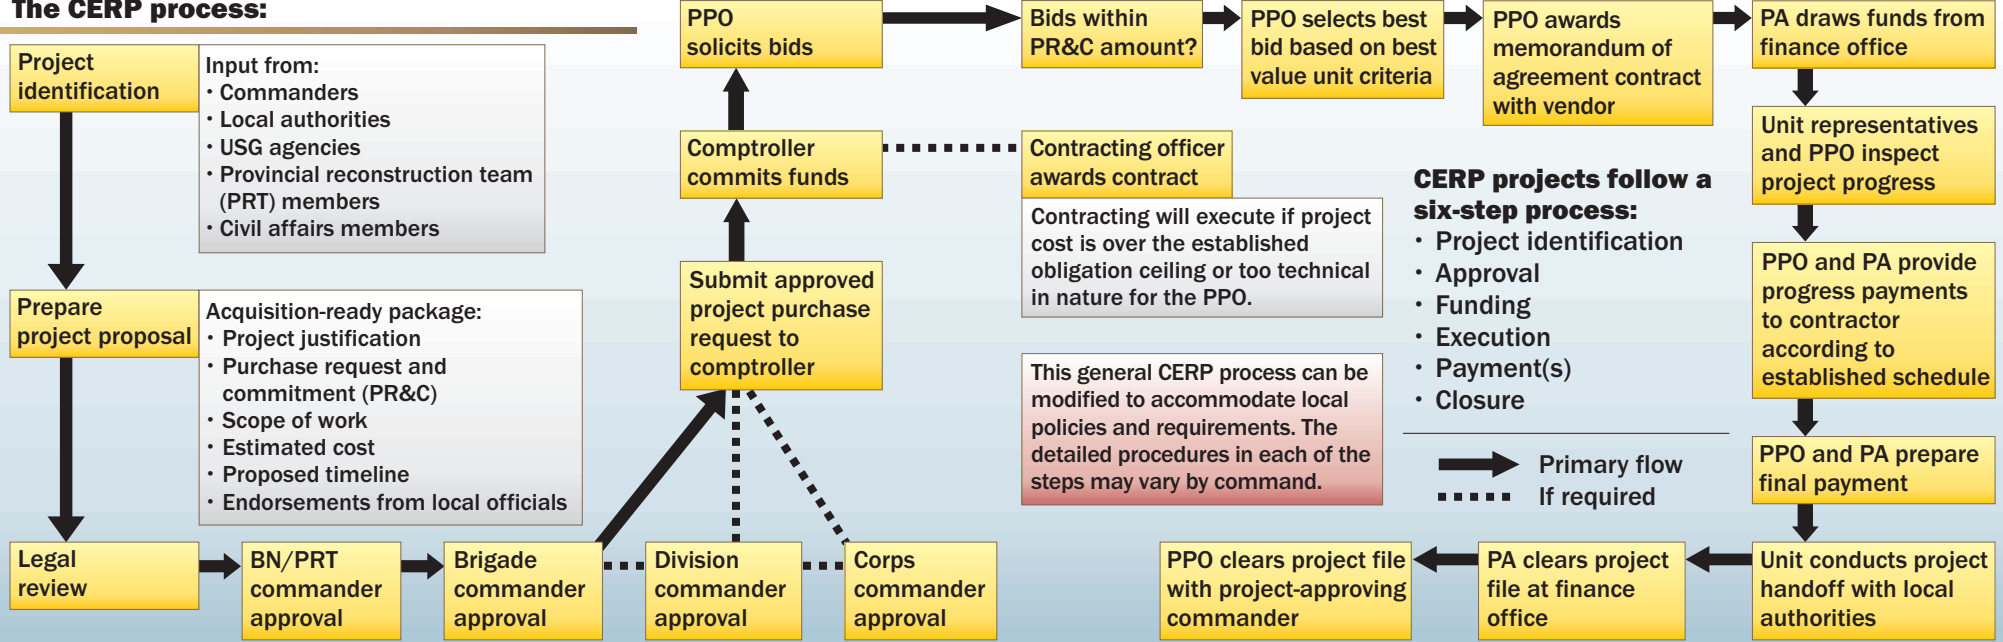 The CERP process:
Project
identification
Input from:
· Commanders
· Local authorities
· USG agencies
· Provincial reconstruction team
(PRT) members
· Civil affairs members
Prepare
project proposal
Acquisition-ready package:
· Project justification
· Purchase request and
commitment (PR&C)
· Scope of work
· Estimated cost
· Proposed timeline
· Endorsements from local officials
Legal
review
BN/PRT
commander
approval
Brigade
commander
approval
Division
commander
approval
Corps
commander
approval
Submit approved
project purchase
request to
comptroller
Comptroller
commits funds
Contracting officer
awards contract
Contracting will execute if project
cost is over the established
obligation ceiling or too technical
in nature for the PPO.
PPO
solicits bids
Bids within
PR&C amount?
PPO selects best
bid based on best
value unit criteria
PPO awards
memorandum of
agreement contract
with vendor
PA draws funds from
finance office
Unit representatives
and PPO inspect
project progress
PPO and PA provide
progress payments
to contractor
according to
established schedule
PPO and PA prepare
final payment
Unit conducts project
handoff with local
authorities
PA clears project
file at finance
office
PPO clears project file
with project-approving
commander
This general CERP process can be
modified to accommodate local
policies and requirements. The
detailed procedures in each of the
steps may vary by command.
CERP projects follow a
six-step process:
· Project identification
· Approval
· Funding
· Execution
· Payment(s)
· Closure
Primary flow
If required